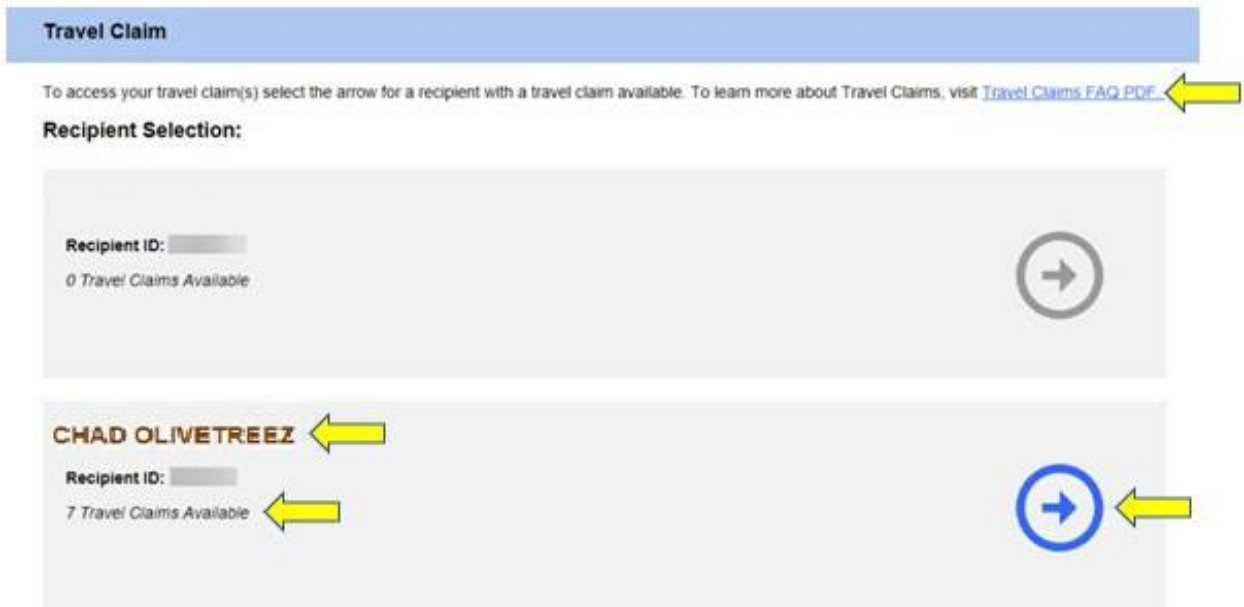 Travel Claim
To access your travel claim(s) select the arrow for a recipient with a travel claim available. To learn more about Travel Claims, visit Travel Claims FAQ PDF.
Recipient Selection:
Recipient ID:
0 Travel Claims Available
CHAD OLIVETREEZ
Recipient ID:
7 Travel Claims Available